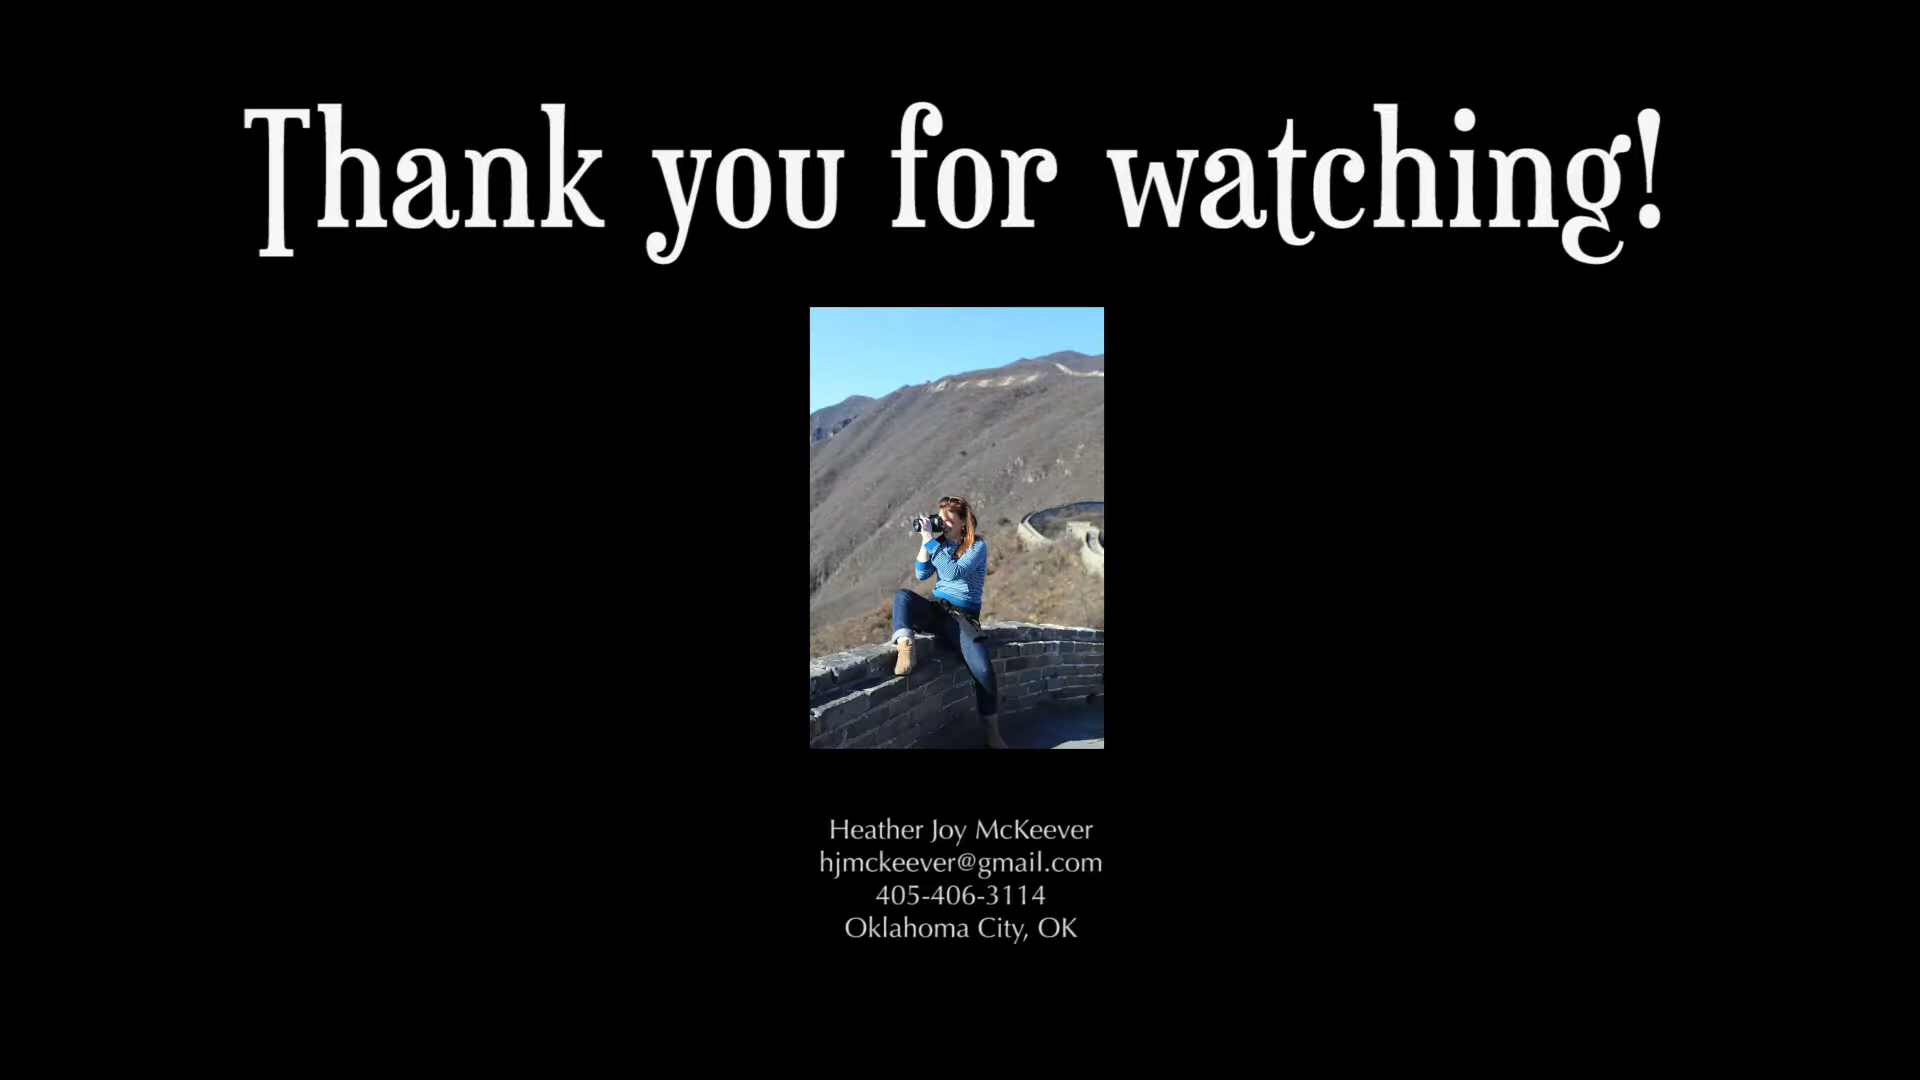 Thank you for watching!
Heather Joy McKeever
hjmckeever@gmail.com
405-406-3114
Oklahoma City, OK